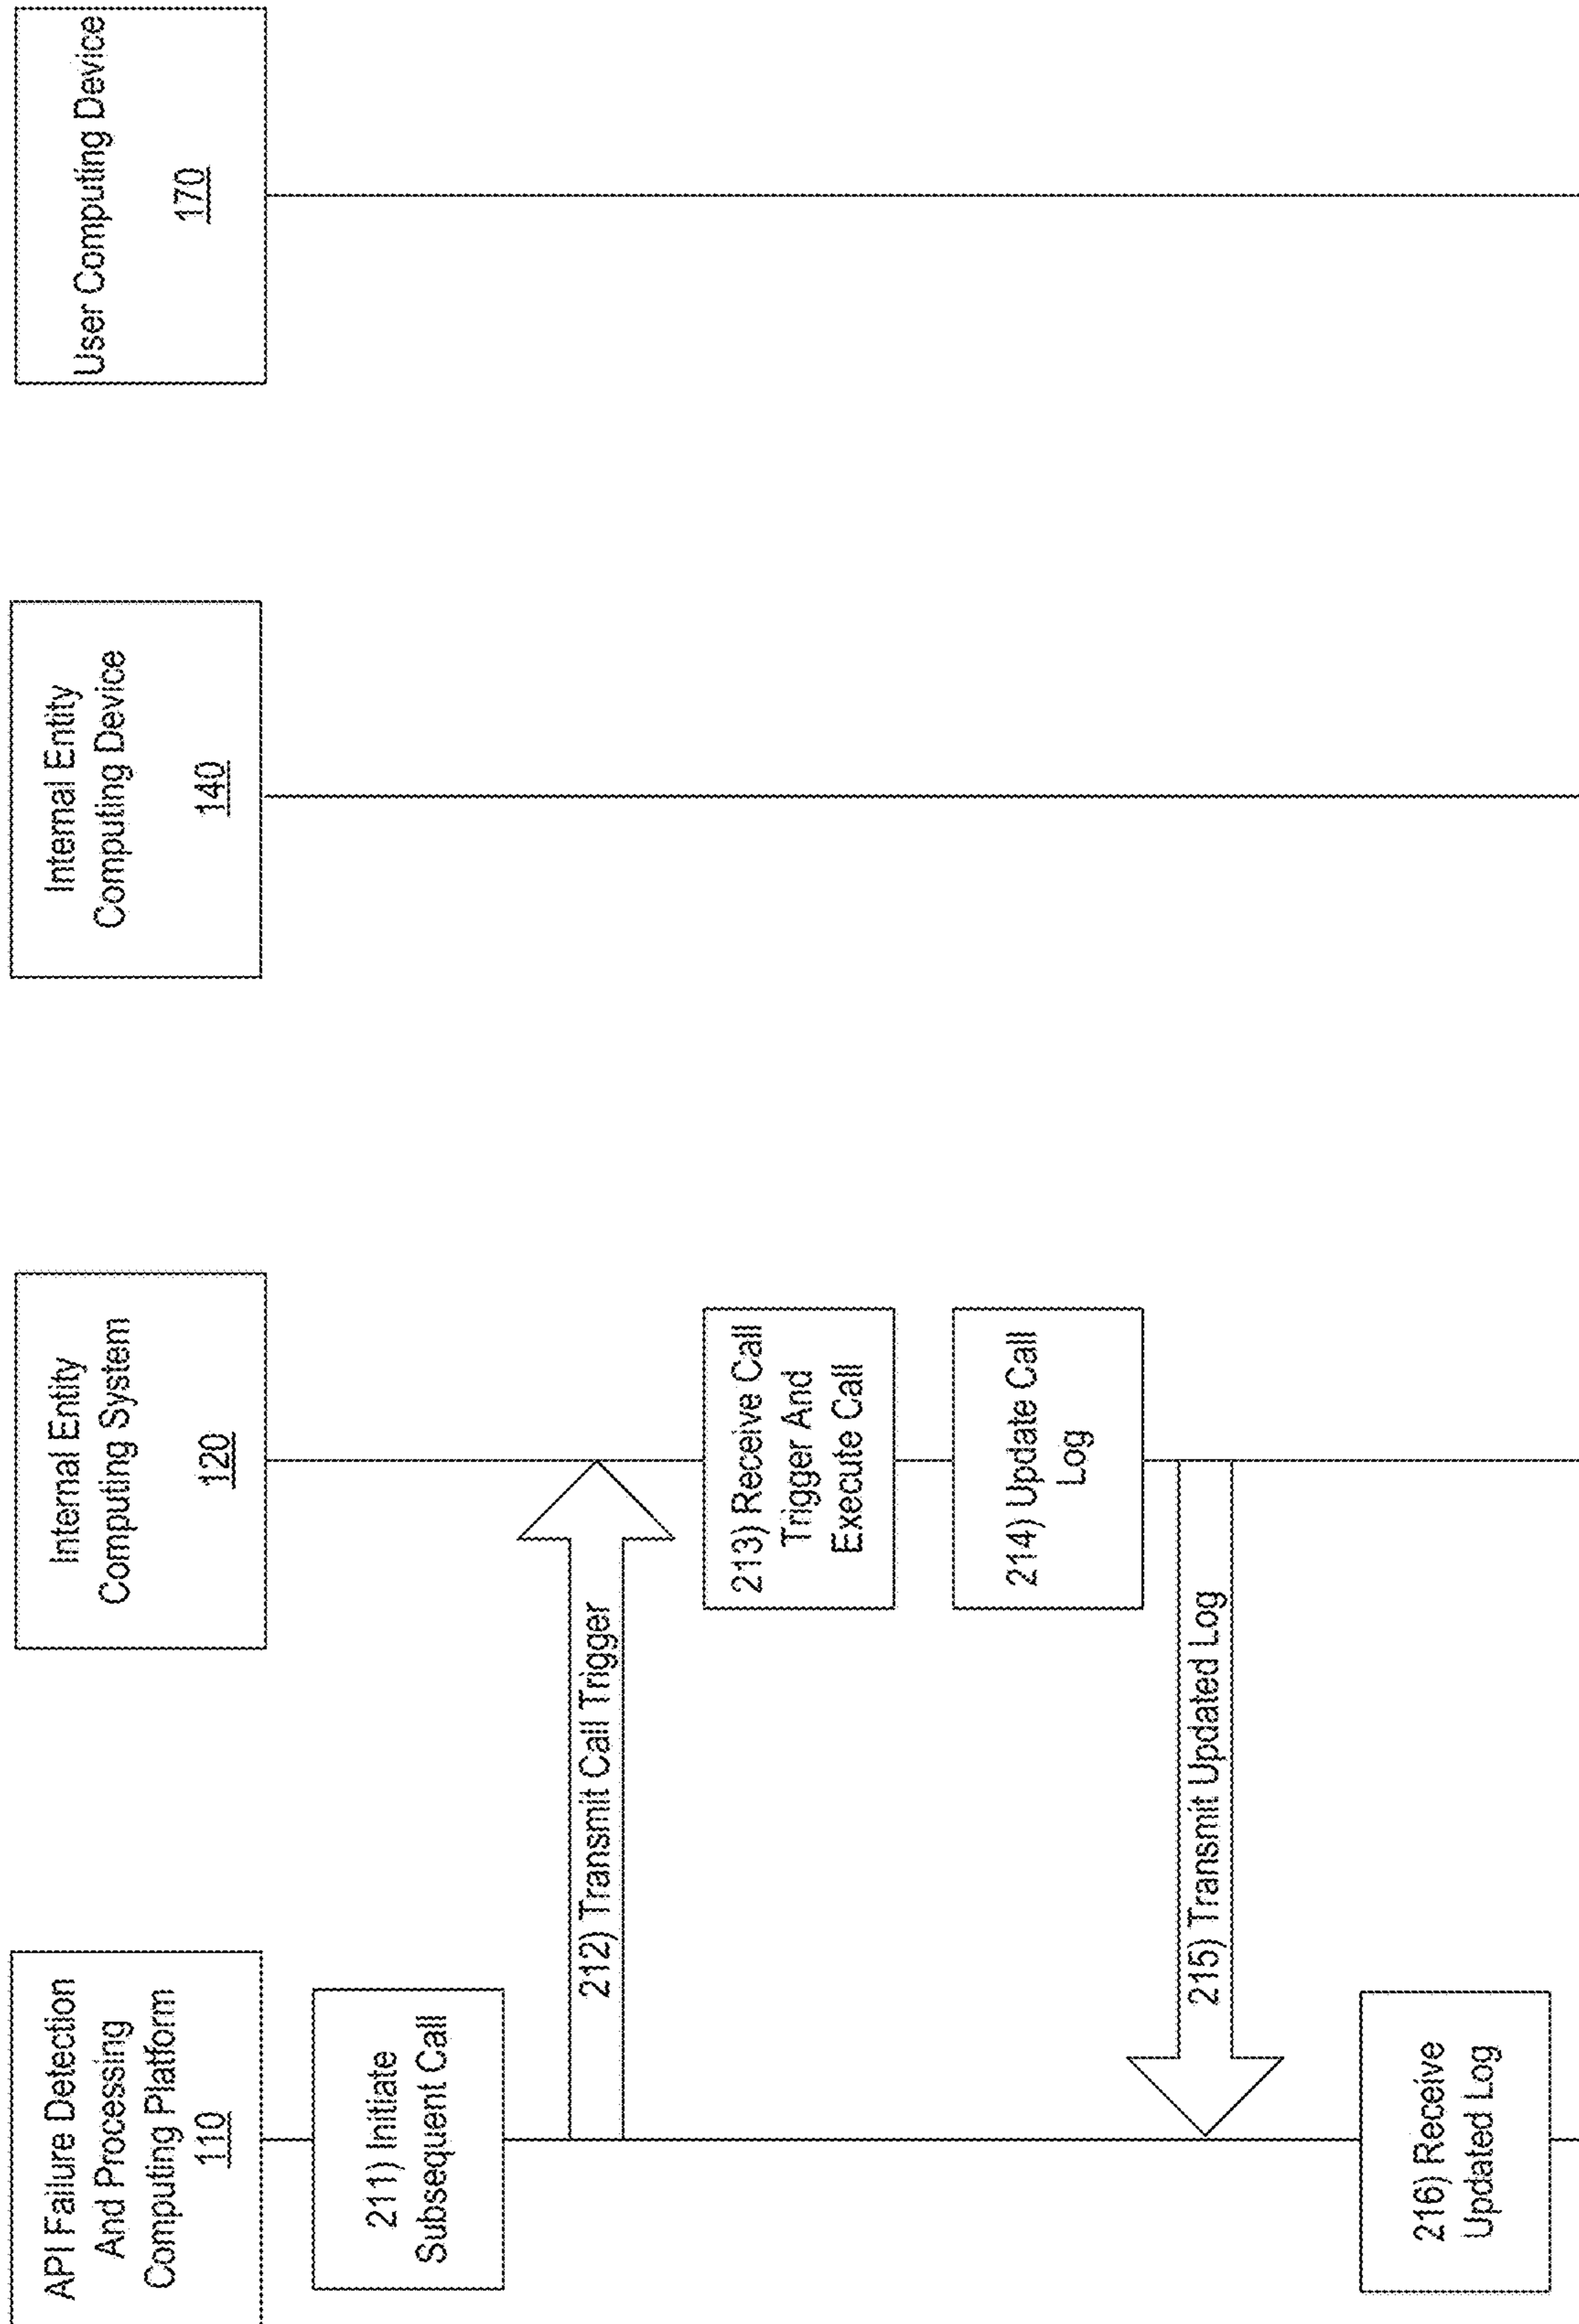 API Failure Detection
And Processing
Computing Platform
110
Internal Entity
Computing System
120
Internal Entity
Computing Device
140
User Computing Device
170
211) Initiate
Subsequent Call
212) Transmit Call Trigger
213) Receive Call
Trigger And
Execute Call
214) Update Call
Log
215) Transmit Updated Log
216) Receive
Updated Log